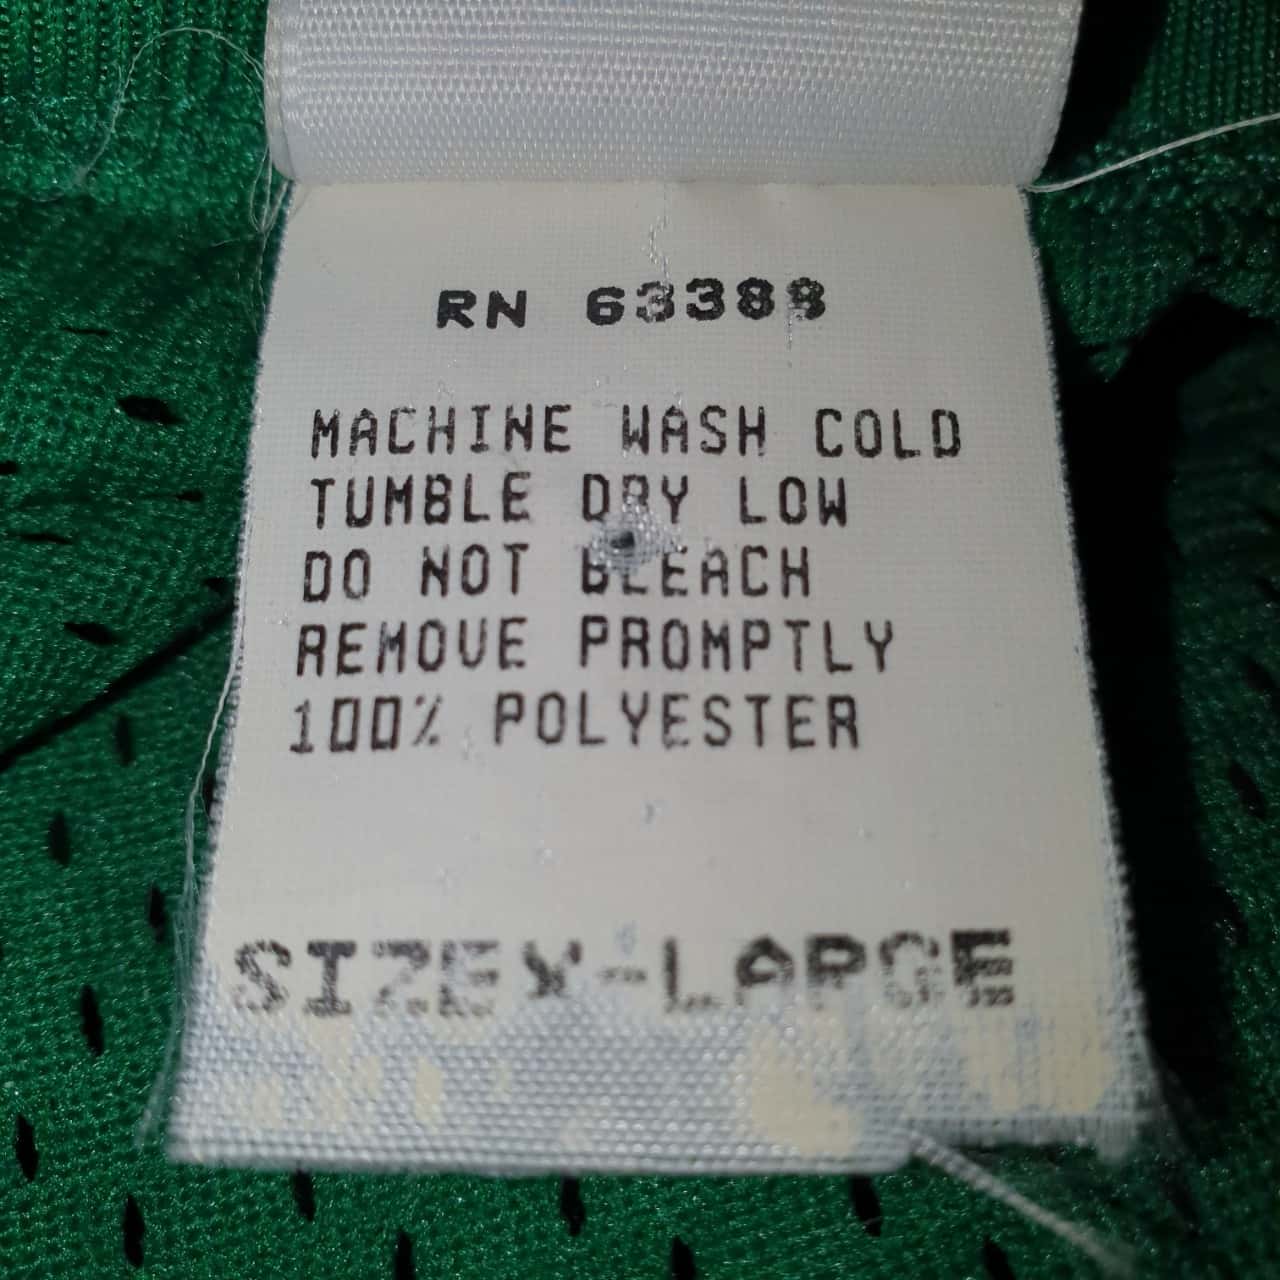 RN 63388
MACHINE WASH COLD
TUMBLE DRY LOW
DO NOT BLEACH
REMOVE PROMPTLY
100% POLYESTER
SIZE X-LARGE